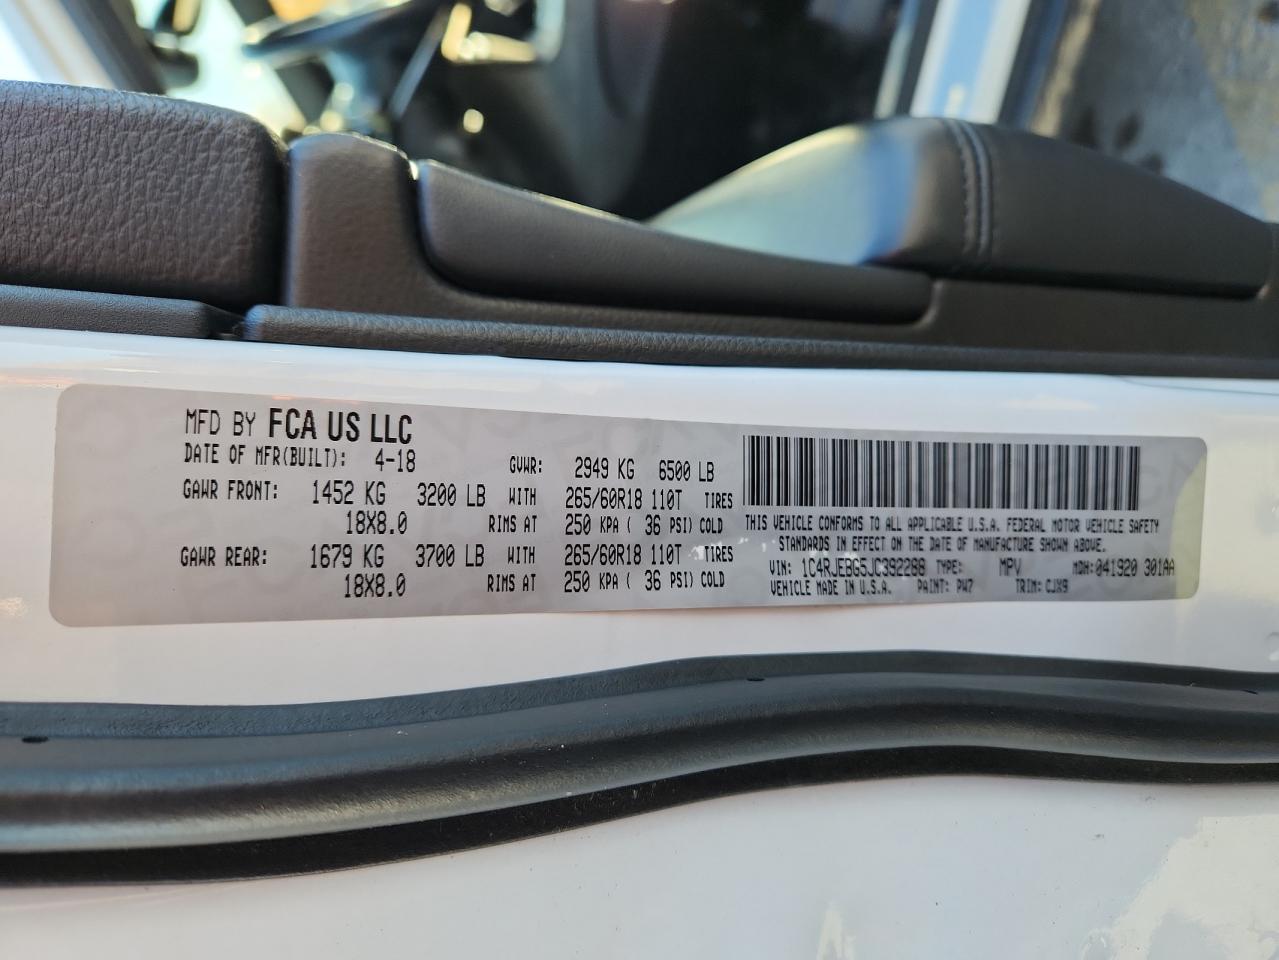 MFD BY FCA US LLC
DATE OF MFR(BUILT): 4-18 GVWR: 2949 KG 6500 LB
GAWR FRONT: 1452 KG 3200 LB WITH 265/60R18 110T TIRES
18X8.0 RIMS AT 250 KPA ( 36 PSI) COLD
GAWR REAR: 1679 KG 3700 LB WITH 265/60R18 110T TIRES
18X8.0 RIMS AT 250 KPA ( 36 PSI) COLD
THIS VEHICLE CONFORMS TO ALL APPLICABLE U.S.A. FEDERAL MOTOR VEHICLE SAFETY
STANDARDS IN EFFECT ON THE DATE OF MANUFACTURE SHOWN ABOVE.
VIN: 1C4RJEBG5JC392288 TYPE: MPV MDH: 041920 301AA
VEHICLE MADE IN U.S.A. PAINT: PW7 TRIM: CJX9